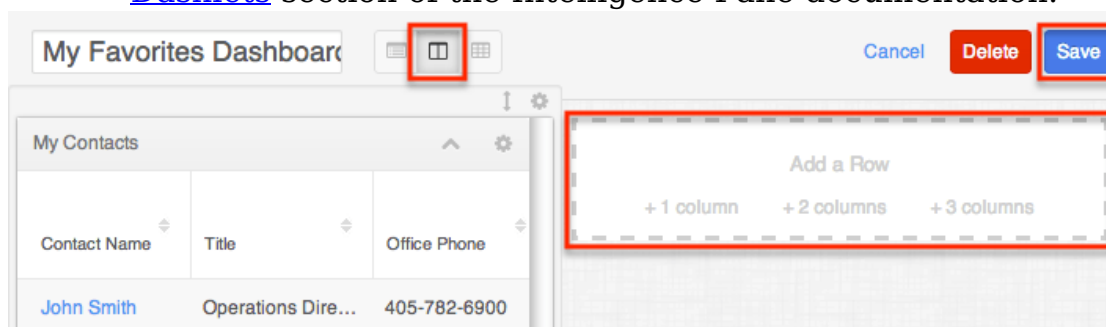 Dashlets section of the Intelligence Pane documentation.
My Favorites Dashboard
Cancel
Delete
Save
My Contacts
Add a Row
+ 1 column
+ 2 columns
+ 3 columns
Contact Name
Title
Office Phone
John Smith
Operations Dire...
405-782-6900